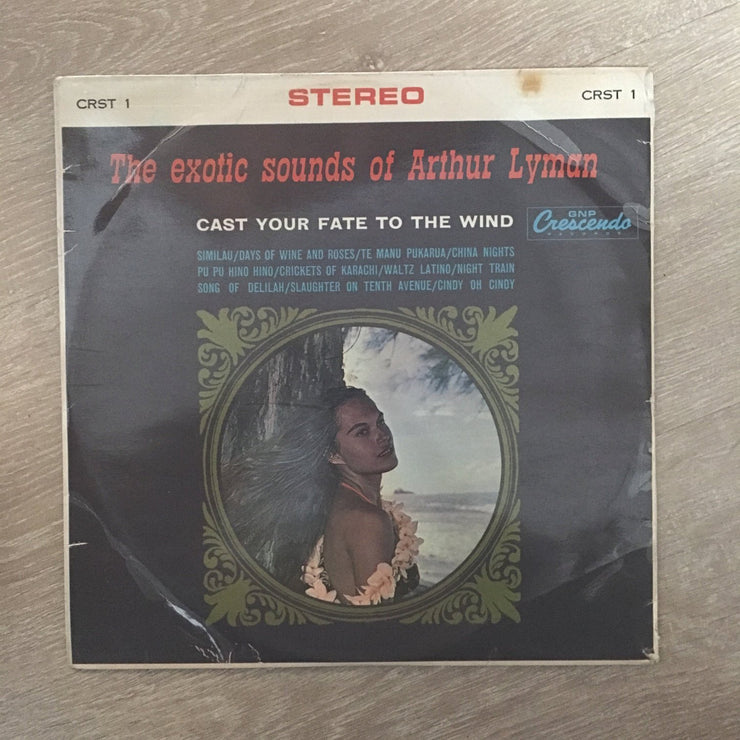 CRST 1 STEREO CRST 1
The exotic sounds of Arthur Lyman
CAST YOUR FATE TO THE WIND
GNP
Crescendo
RECORDS
SIMILAU/DAYS OF WINE AND ROSES/TE MANU PUKARUA/CHINA NIGHTS
PU PU HINO HINO/CRICKETS OF KARACHI/WALTZ LATINO/NIGHT TRAIN
SONG OF DELILAH/SLAUGHTER ON TENTH AVENUE/CINDY OH CINDY